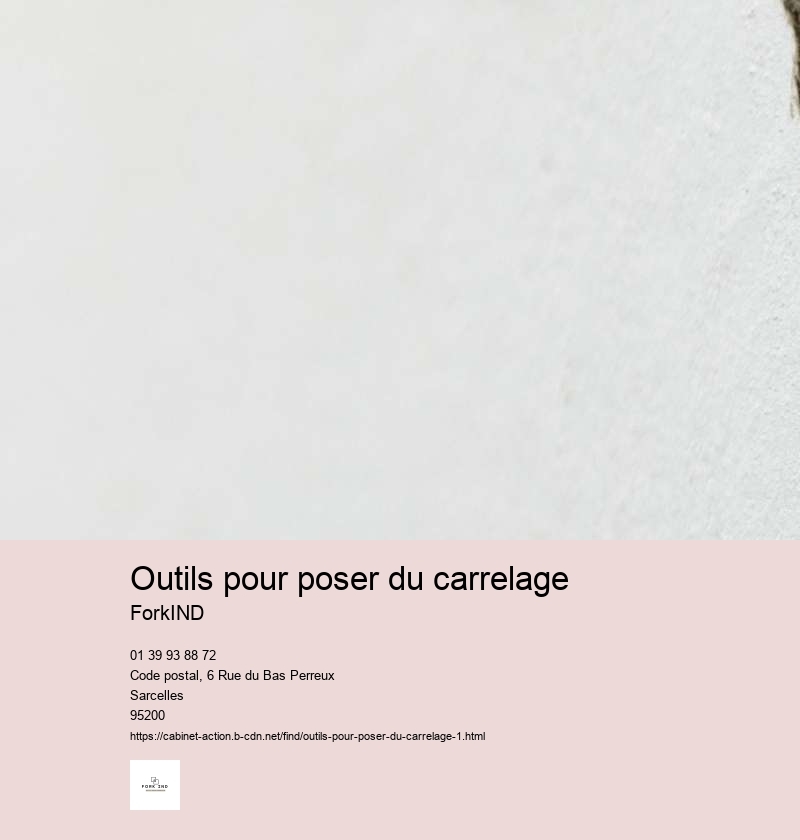 Outils pour poser du carrelage
ForkIND
01 39 93 88 72
Code postal, 6 Rue du Bas Perreux
Sarcelles
95200
https://cabinet-action.b-cdn.net/find/outils-pour-poser-du-carrelage-1.html
FORK IND